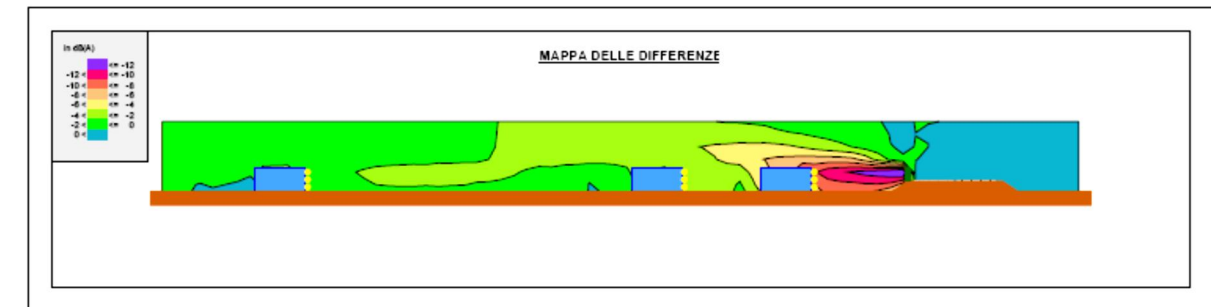 in dB(A)
MAPPA DELLE DIFFERENZE
<= -12
-12 < <= -10
-10 < <= -8
-8 < <= -6
-6 < <= -4
-4 < <= -2
-2 < <= 0
0 <